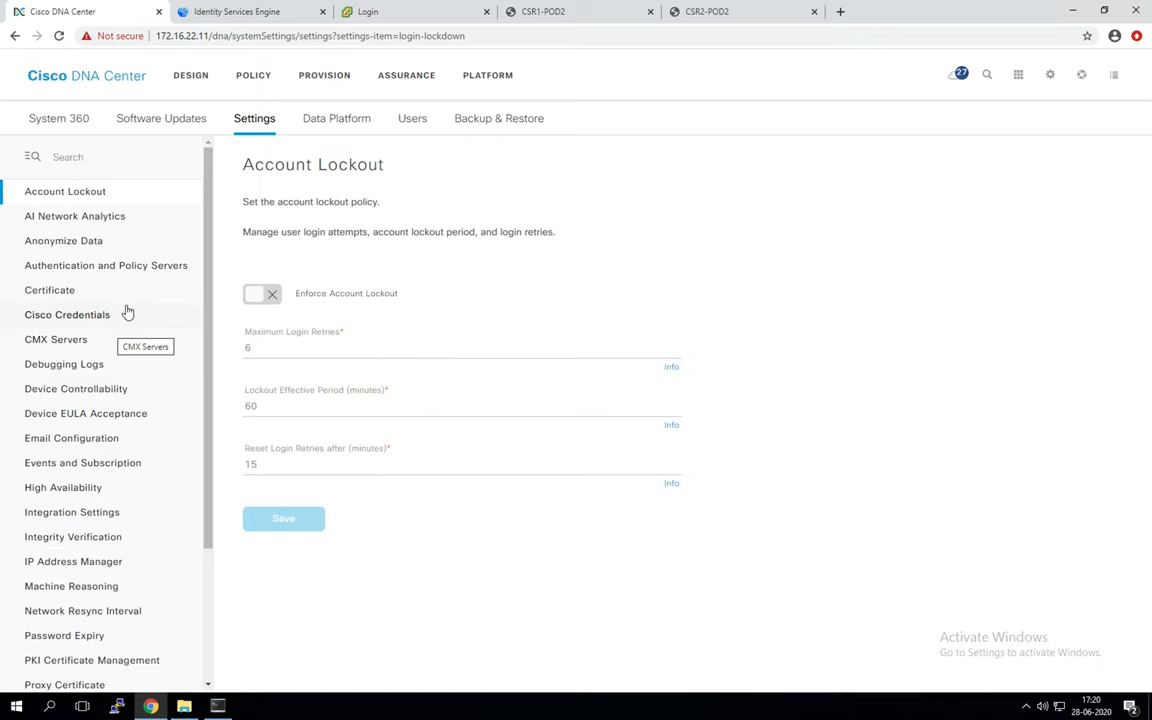 Cisco DNA Center
Identity Services Engine
Login
CSR1-POD2
CSR2-POD2
Not secure
172.16.22.11/dna/systemSettings/settings?settings-item=login-lockdown
Cisco DNA Center
DESIGN
POLICY
PROVISION
ASSURANCE
PLATFORM
27
System 360
Software Updates
Settings
Data Platform
Users
Backup & Restore
Search
Account Lockout
AI Network Analytics
Anonymize Data
Authentication and Policy Servers
Certificate
Cisco Credentials
CMX Servers
CMX Servers
Debugging Logs
Device Controllability
Device EULA Acceptance
Email Configuration
Events and Subscription
High Availability
Integration Settings
Integrity Verification
IP Address Manager
Machine Reasoning
Network Resync Interval
Password Expiry
PKI Certificate Management
Proxy Certificate
Account Lockout
Set the account lockout policy.
Manage user login attempts, account lockout period, and login retries.
Enforce Account Lockout
Maximum Login Retries*
6
Info
Lockout Effective Period (minutes)*
60
Info
Reset Login Retries after (minutes)*
15
Info
Save
Activate Windows
Go to Settings to activate Windows.
17:20
28-06-2020
2